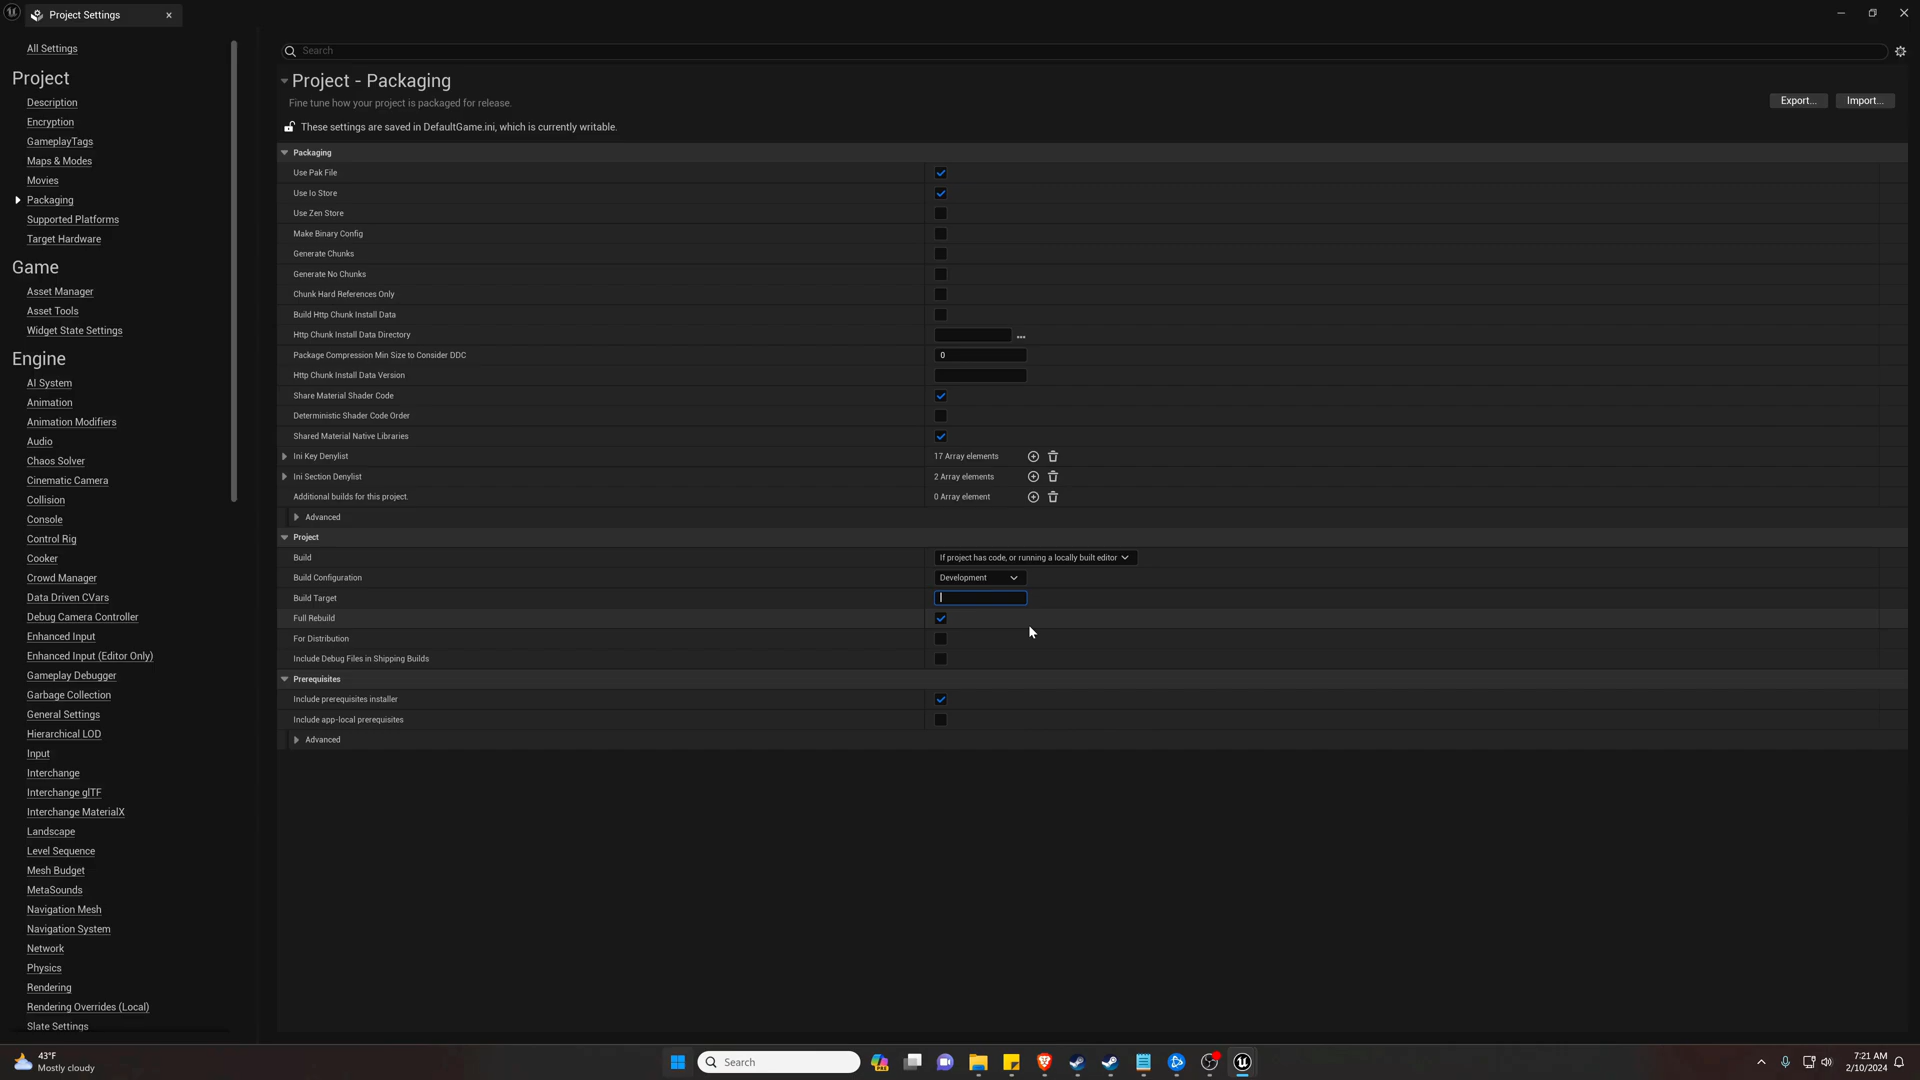 Project Settings
All Settings
Project
Description
Encryption
GameplayTags
Maps & Modes
Movies
Packaging
Supported Platforms
Target Hardware
Game
Asset Manager
Asset Tools
Widget State Settings
Engine
AI System
Animation
Animation Modifiers
Audio
Chaos Solver
Cinematic Camera
Collision
Console
Control Rig
Cooker
Crowd Manager
Data Driven CVars
Debug Camera Controller
Enhanced Input
Enhanced Input (Editor Only)
Gameplay Debugger
Garbage Collection
General Settings
Hierarchical LOD
Input
Interchange
Interchange glTF
Interchange MaterialX
Landscape
Level Sequence
Mesh Budget
MetaSounds
Navigation Mesh
Navigation System
Network
Physics
Rendering
Rendering Overrides (Local)
Slate Settings
Search
Project - Packaging
Fine tune how your project is packaged for release.
Export...
Import...
These settings are saved in DefaultGame.ini, which is currently writable.
Packaging
Use Pak File
Use Io Store
Use Zen Store
Make Binary Config
Generate Chunks
Generate No Chunks
Chunk Hard References Only
Build Http Chunk Install Data
Http Chunk Install Data Directory
Package Compression Min Size to Consider DDC 0
Http Chunk Install Data Version
Share Material Shader Code
Deterministic Shader Code Order
Shared Material Native Libraries
Ini Key Denylist 17 Array elements
Ini Section Denylist 2 Array elements
Additional builds for this project. 0 Array element
Advanced
Project
Build If project has code, or running a locally built editor
Build Configuration Development
Build Target
Full Rebuild
For Distribution
Include Debug Files in Shipping Builds
Prerequisites
Include prerequisites installer
Include app-local prerequisites
Advanced
43°F
Mostly cloudy
Search
PRE
7:21 AM
2/10/2024